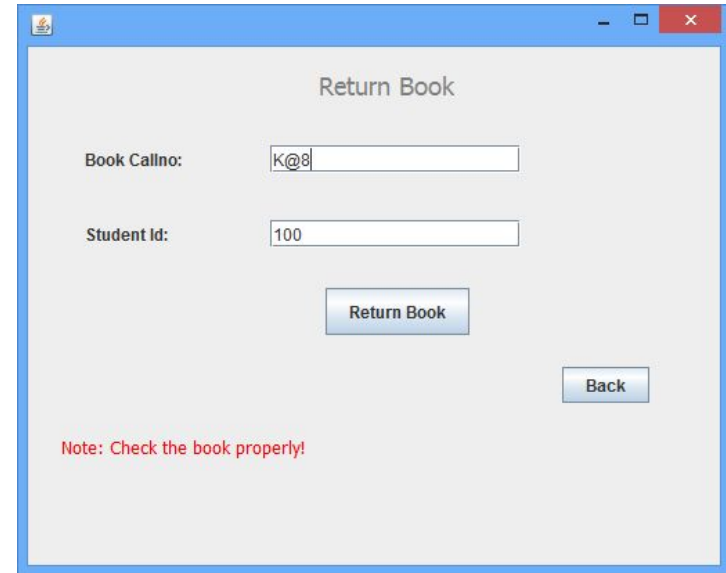 Return Book
Book Callno: K@8
Student Id: 100
Return Book
Back
Note: Check the book properly!